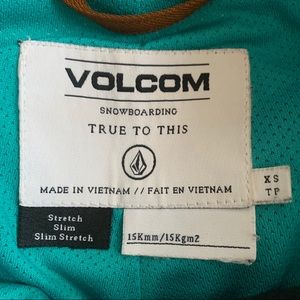 VOLCOM
SNOWBOARDING
TRUE TO THIS
MADE IN VIETNAM // FAIT EN VIETNAM
XS
TP
Stretch
Slim
Slim Stretch
15Kmm/15Kgm2